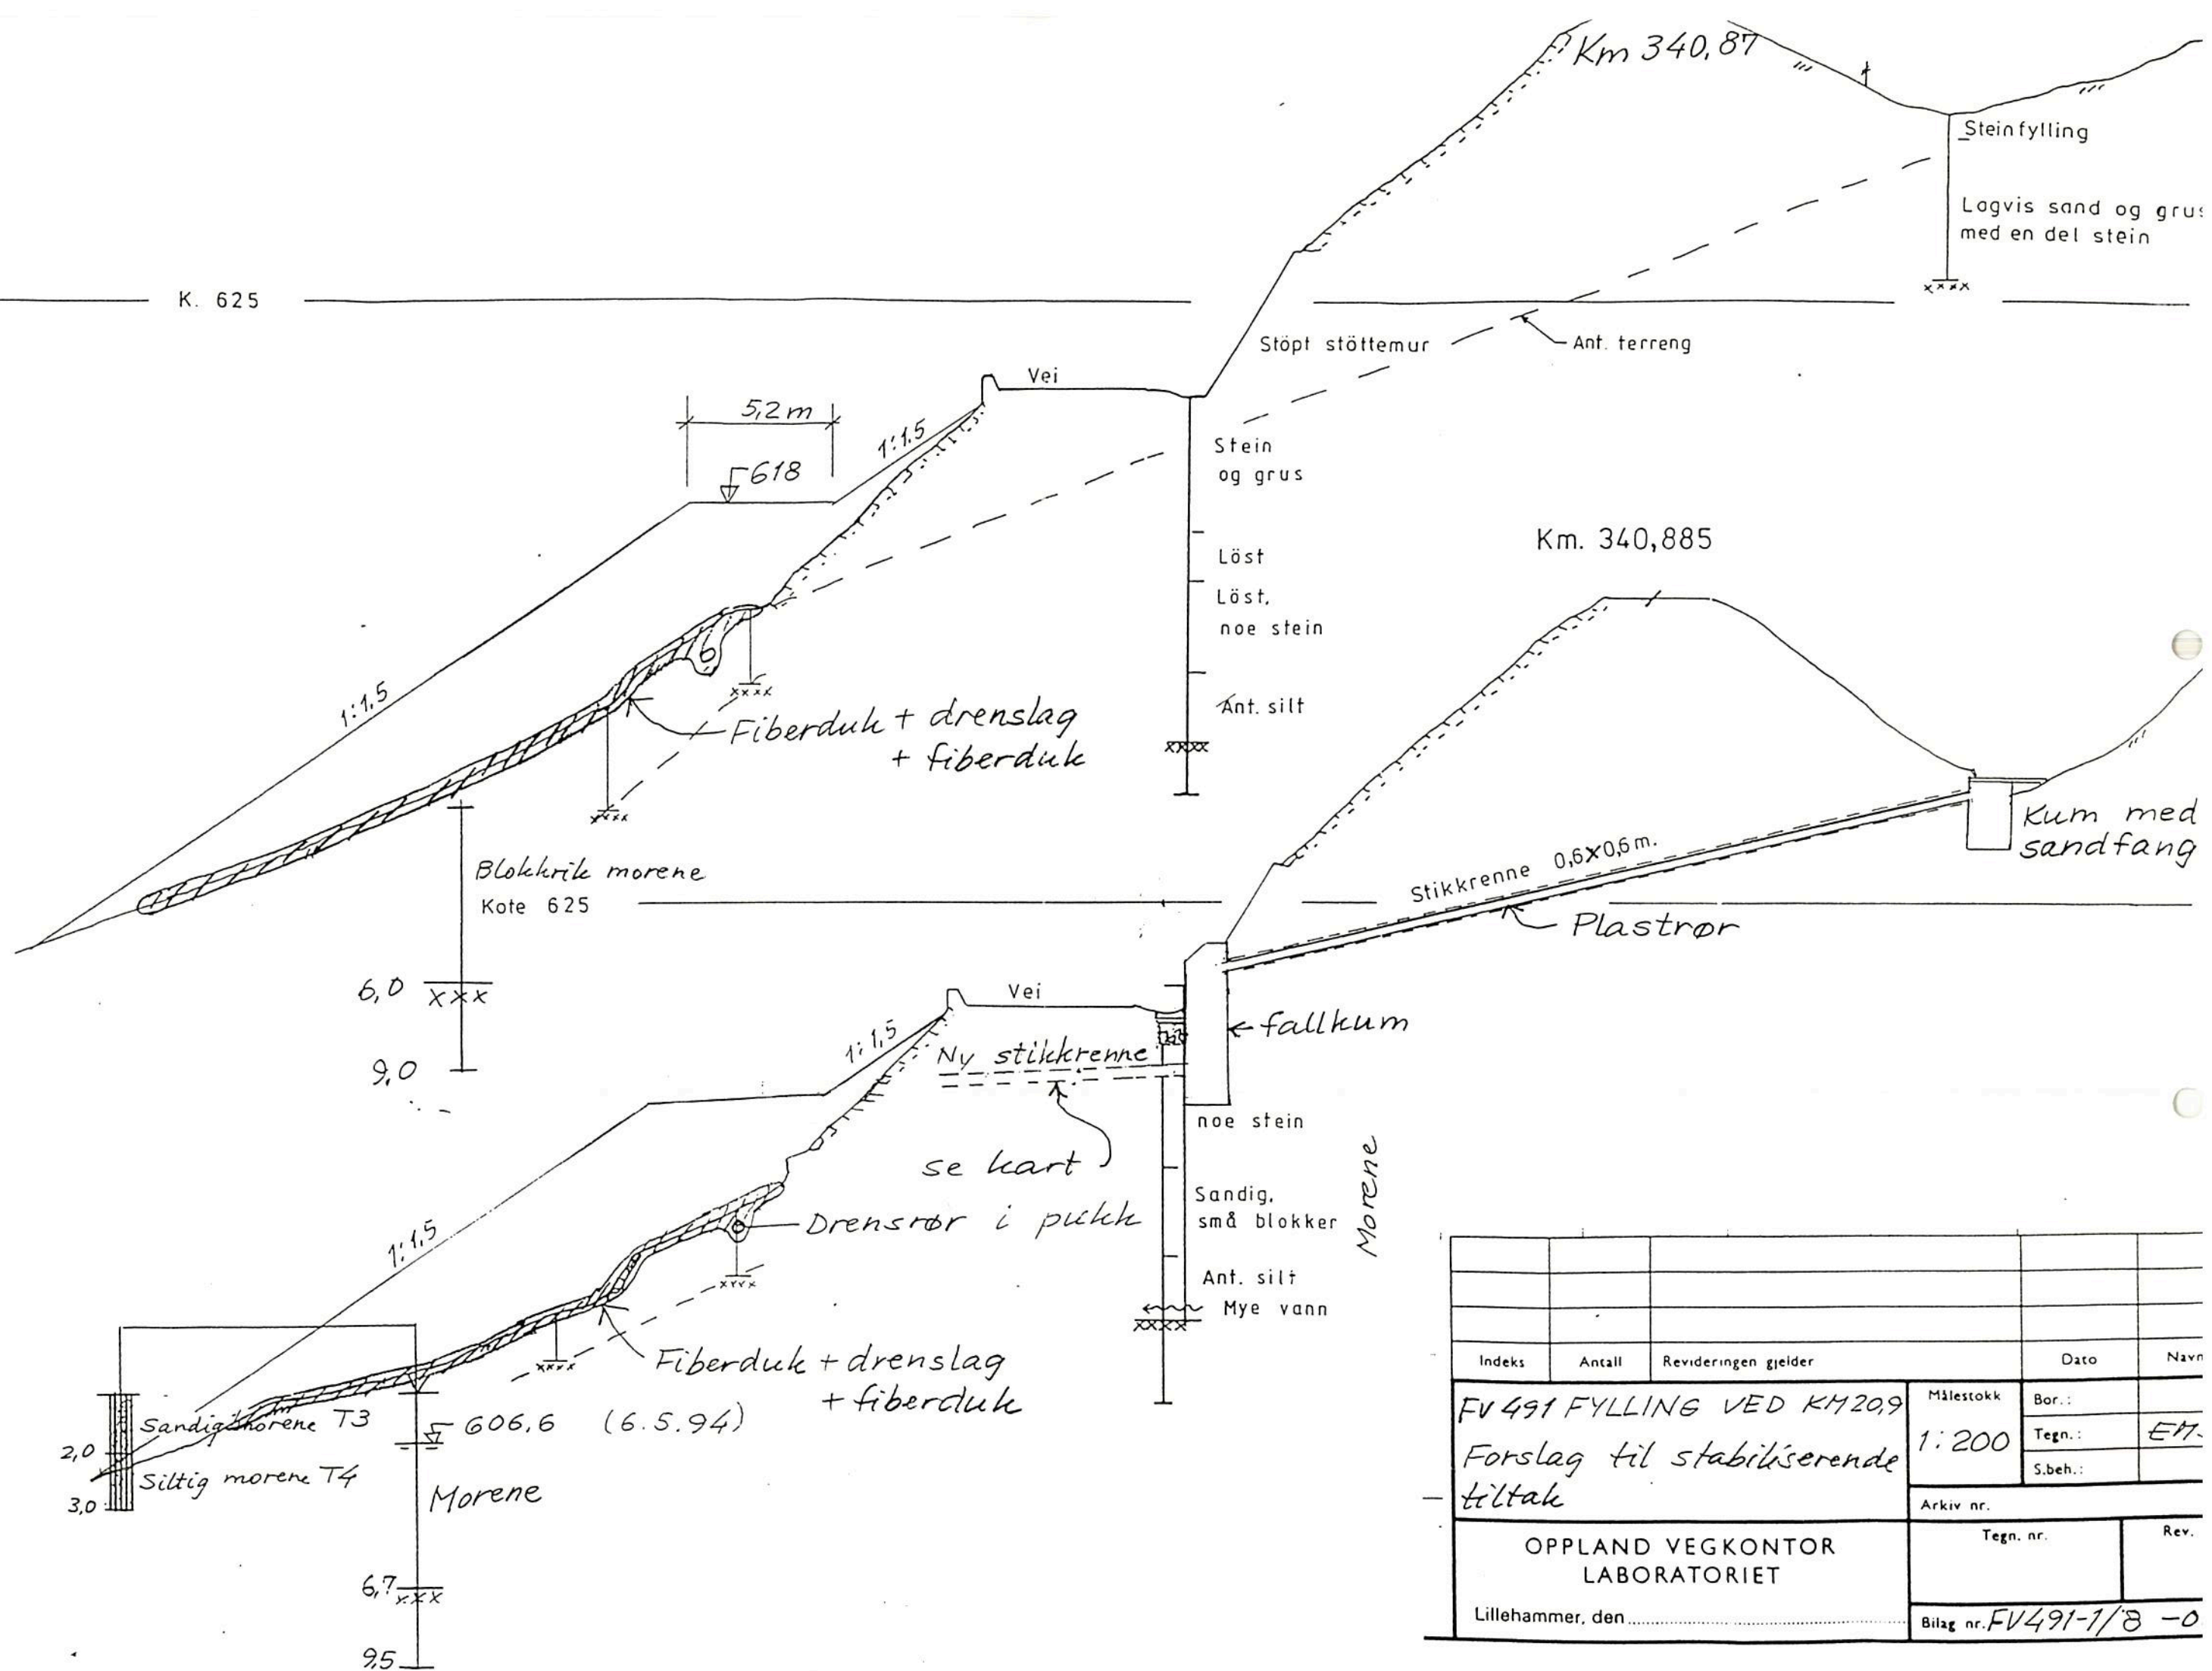 Km 340,87
Steinfylling
Lagvis sand og grus
med en del stein
K. 625
Stöpt stöttemur
Ant. terreng
Vei
5,2 m
1:1.5
618
Stein
og grus
Löst
Löst,
noe stein
Ant. silt
1:1,5
Fiberduk + drenslag
+ fiberduk
Blokkrik morene
Kote 625
6,0
9,0
Km. 340,885
Kum med
sandfang
Stikkrenne 0,6x0,6m.
Plastrør
Vei
fallkum
1:1,5
Ny stikkrenne
se kart
noe stein
Morene
Sandig,
små blokker
Drensrør i pukk
Ant. silt
Mye vann
1:1,5
Fiberduk + drenslag
+ fiberduk
Sandig morene T3
606,6 (6.5.94)
2,0
Siltig morene T4
3,0
Morene
6,7
9,5
Indeks Antall Revideringen gjelder Dato Navn
FV 491 FYLLING VED KM 20,9
Forslag til stabiliserende
tiltak
Målestokk
1:200
Bor.:
Tegn.: EM.
S.beh.:
Arkiv nr.
OPPLAND VEGKONTOR
LABORATORIET
Lillehammer, den
Tegn. nr. Rev.
Bilag nr. FV491-1/8 -0